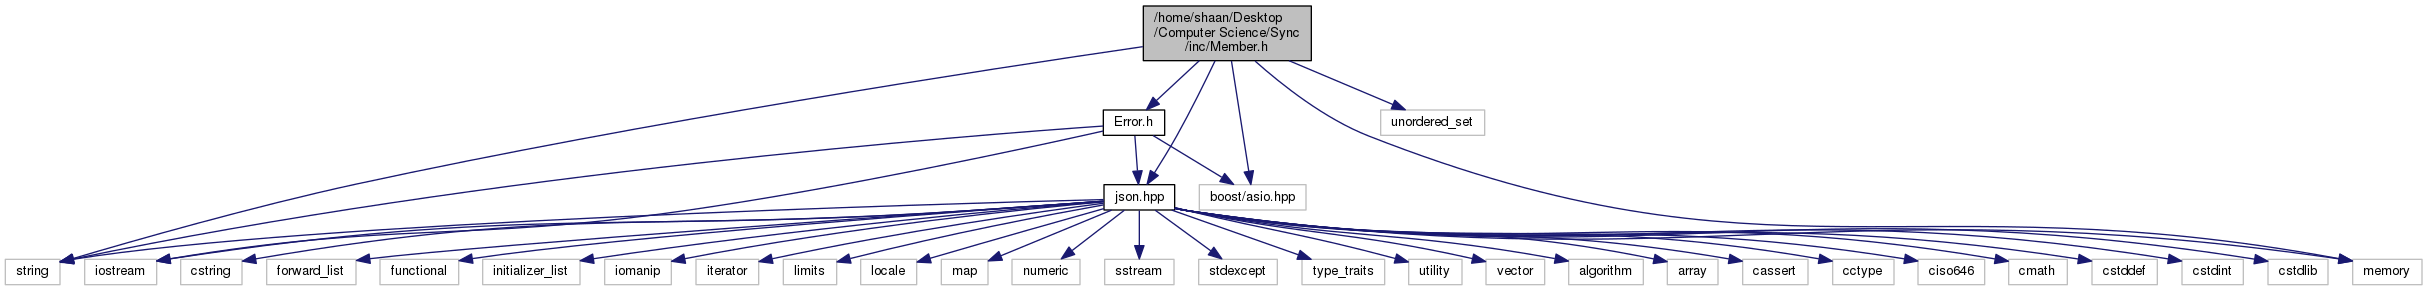 /home/shaan/Desktop
/Computer Science/Sync
/inc/Member.h
Error.h
unordered_set
json.hpp
boost/asio.hpp
string
iostream
cstring
forward_list
functional
initializer_list
iomanip
iterator
limits
locale
map
numeric
sstream
stdexcept
type_traits
utility
vector
algorithm
array
cassert
cctype
ciso646
cmath
cstddef
cstdint
cstdlib
memory